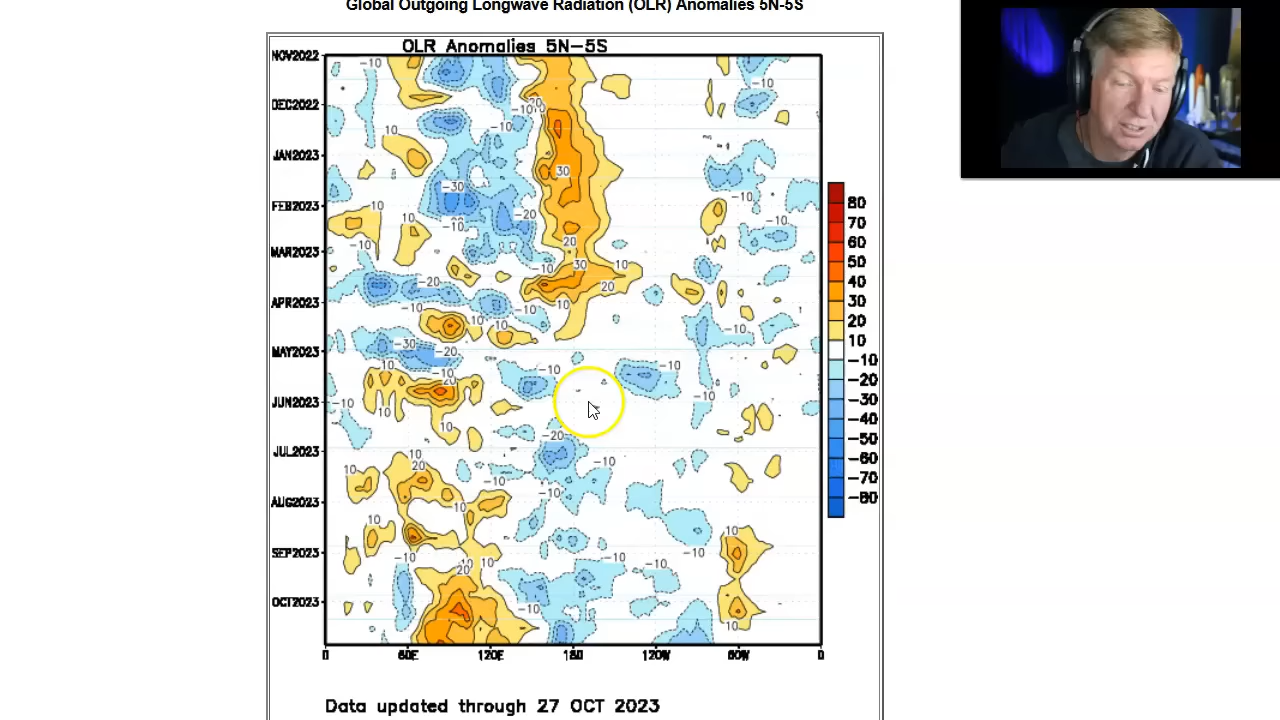 Global Outgoing Longwave Radiation (OLR) Anomalies 5N-5S
OLR Anomalies 5N-5S
NOV2022
DEC2022
JAN2023
FEB2023
MAR2023
APR2023
MAY2023
JUN2023
JUL2023
AUG2023
SEP2023
OCT2023
0 60E 120E 180 120W 60W 0
80
70
60
50
40
30
20
10
-10
-20
-30
-40
-50
-60
-70
-80
Data updated through 27 OCT 2023